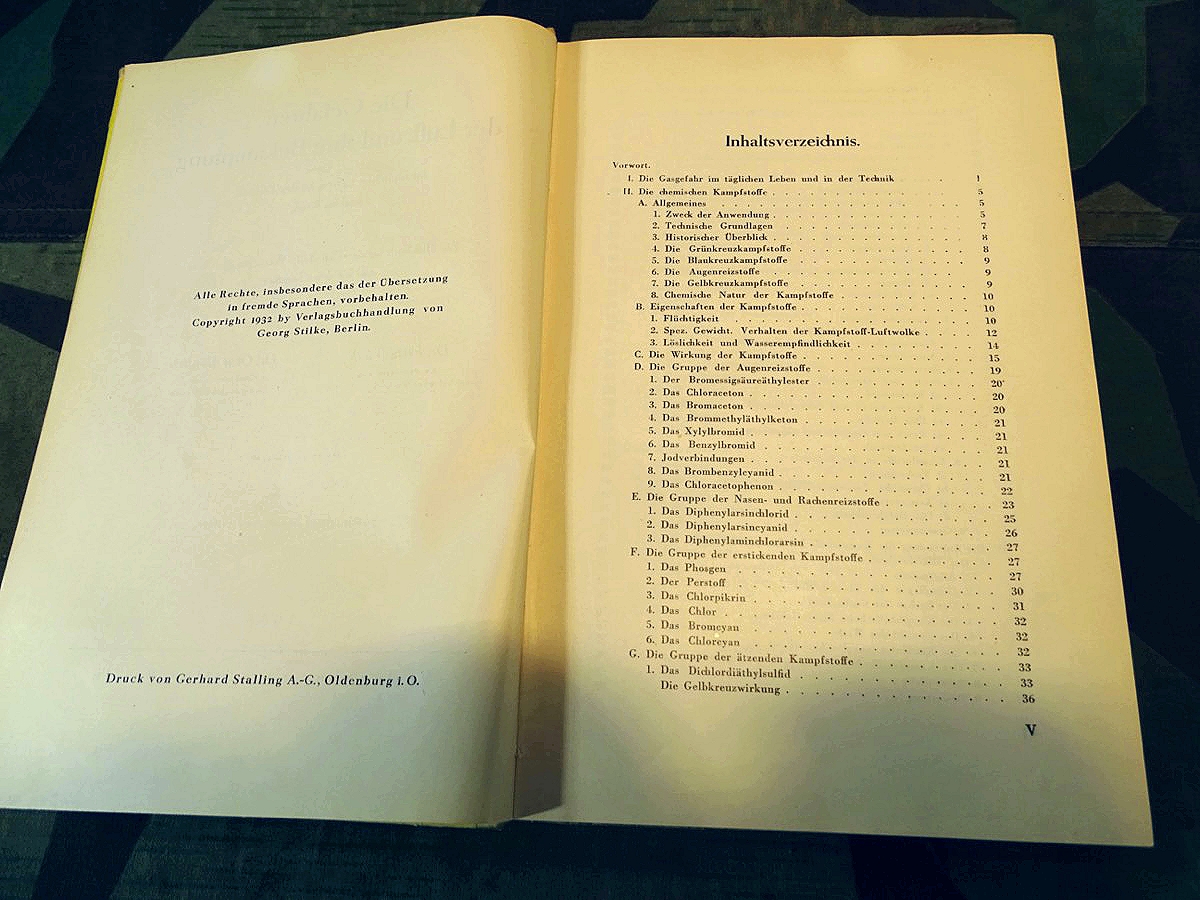 Alle Rechte, insbesondere das der Übersetzung
in fremde Sprachen, vorbehalten.
Copyright 1932 by Verlagsbuchhandlung von
Georg Stilke, Berlin.
Druck von Gerhard Stalling A.-G., Oldenburg i. O.
Inhaltsverzeichnis.
Vorwort.
I. Die Gasgefahr im täglichen Leben und in der Technik . . 1
II. Die chemischen Kampfstoffe . . . 5
A. Allgemeines . . . 5
1. Zweck der Anwendung . . . 5
2. Technische Grundlagen . . . 7
3. Historischer Überblick . . . 8
4. Die Grünkreuzkampfstoffe . . . 8
5. Die Blaukreuzkampfstoffe . . . 9
6. Die Augenreizstoffe . . . 9
7. Die Gelbkreuzkampfstoffe . . . 9
8. Chemische Natur der Kampfstoffe . . . 10
B. Eigenschaften der Kampfstoffe . . . 10
1. Flüchtigkeit . . . 10
2. Spez. Gewicht. Verhalten der Kampfstoff-Luftwolke . . . 12
3. Löslichkeit und Wasserempfindlichkeit . . . 14
C. Die Wirkung der Kampfstoffe . . . 15
D. Die Gruppe der Augenreizstoffe . . . 19
1. Der Bromessigsäureäthylester . . . 20
2. Das Chloraceton . . . 20
3. Das Bromaceton . . . 20
4. Das Brommethyläthylketon . . . 21
5. Das Xylylbromid . . . 21
6. Das Benzylbromid . . . 21
7. Jodverbindungen . . . 21
8. Das Brombenzylcyanid . . . 21
9. Das Chloracetophenon . . . 22
E. Die Gruppe der Nasen- und Rachenreizstoffe . . . 23
1. Das Diphenylarsinchlorid . . . 25
2. Das Diphenylarsincyanid . . . 26
3. Das Diphenylaminchlorarsin . . . 27
F. Die Gruppe der erstickenden Kampfstoffe . . . 27
1. Das Phosgen . . . 27
2. Der Perstoff . . . 30
3. Das Chlorpikrin . . . 31
4. Das Chlor . . . 32
5. Das Bromcyan . . . 32
6. Das Chlorcyan . . . 32
G. Die Gruppe der ätzenden Kampfstoffe . . . 33
1. Das Dichlordiäthylsulfid . . . 33
Die Gelbkreuzwirkung . . . 36
V